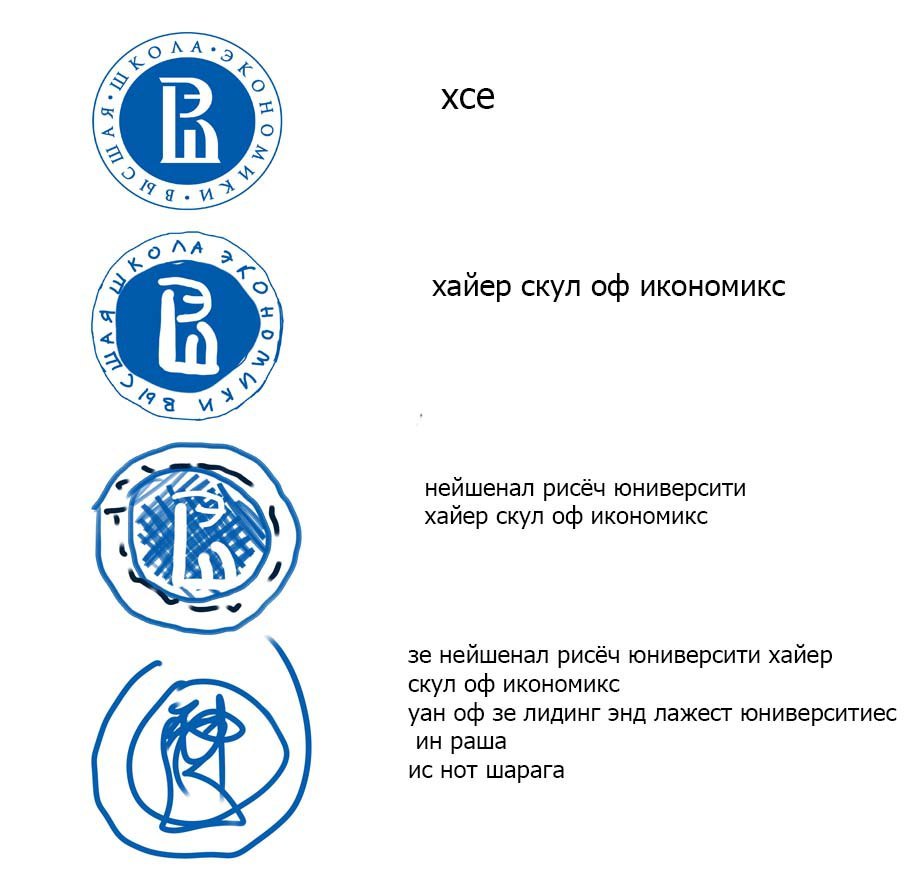 ВЫСШАЯ • ШКОЛА • ЭКОНОМИКИ •
хсе
ВЫСШАЯ ШКОЛА ЭКОНОМИКИ
хайер скул оф икономикс
нейшенал рисёч юниверсити
хайер скул оф икономикс
зе нейшенал рисёч юниверсити хайер
скул оф икономикс
уан оф зе лидинг энд лажест юниверситиес
ин раша
ис нот шарага